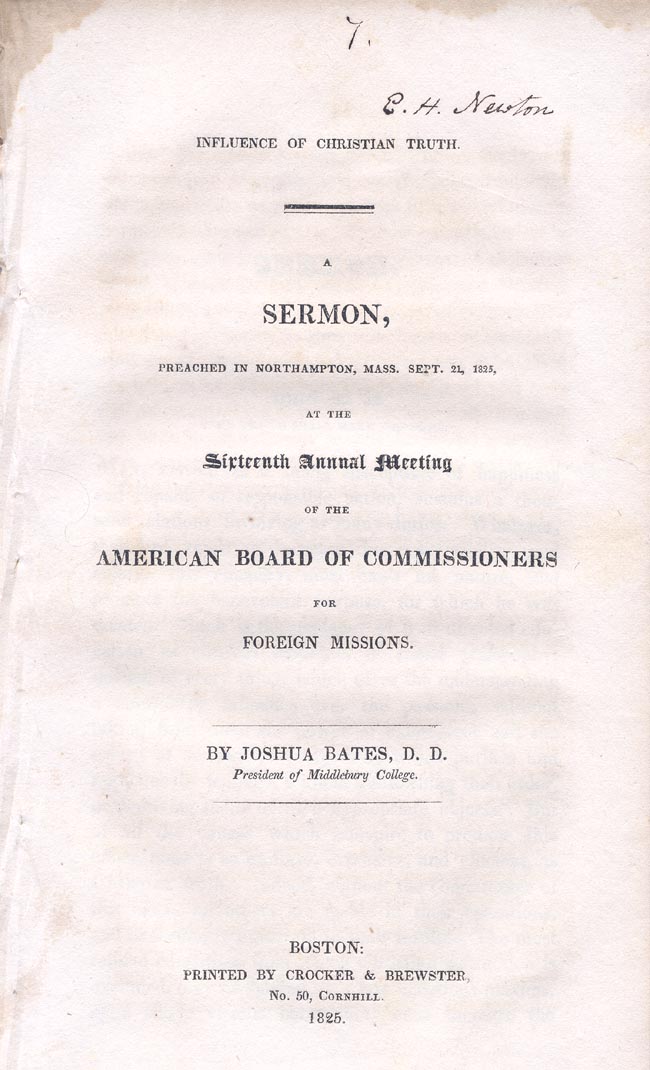 7.
E. H. Newton
INFLUENCE OF CHRISTIAN TRUTH.
A
SERMON,
PREACHED IN NORTHAMPTON, MASS. SEPT. 21, 1825,
AT THE
Sixteenth Annual Meeting
OF THE
AMERICAN BOARD OF COMMISSIONERS
FOR
FOREIGN MISSIONS.
BY JOSHUA BATES, D. D.
President of Middlebury College.
BOSTON:
PRINTED BY CROCKER & BREWSTER,
No. 50, CORNHILL.
1825.